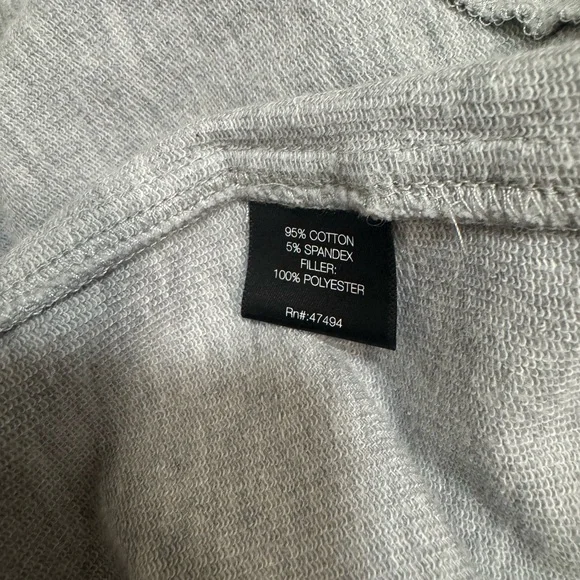 95% COTTON
5% SPANDEX
FILLER:
100% POLYESTER
Rn#:47494